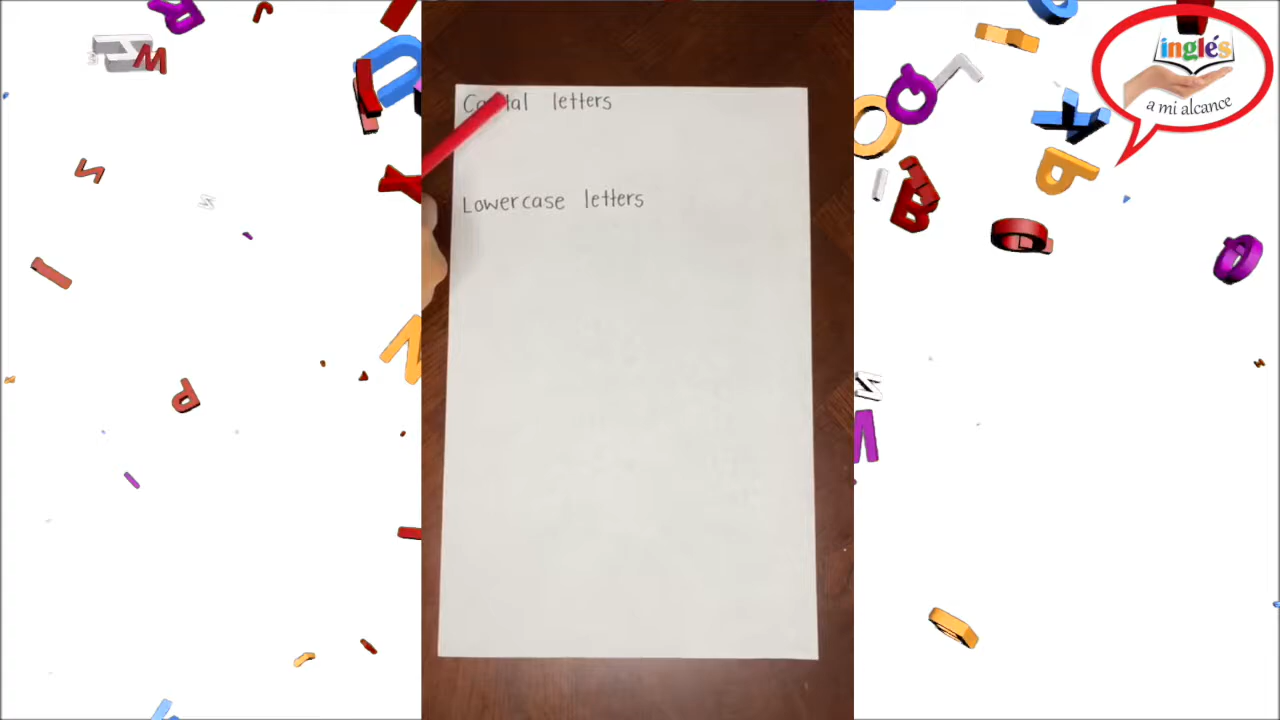 inglés
a mi alcance
letters
Lowercase letters